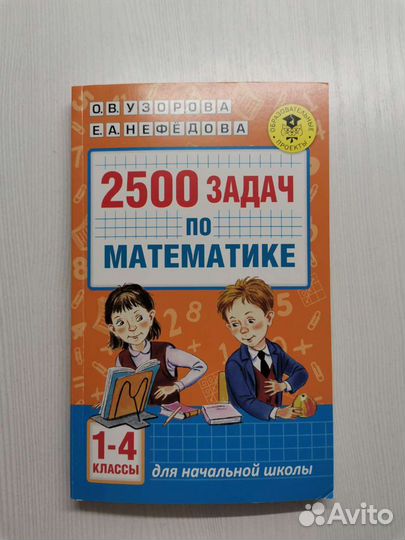 О.В.УЗОРОВА
Е.А.НЕФЁДОВА
ОБРАЗОВАТЕЛЬНЫЕ
ПРОЕКТЫ
2500 ЗАДАЧ
ПО
МАТЕМАТИКЕ
1-4
КЛАССЫ
для начальной школы
Avito